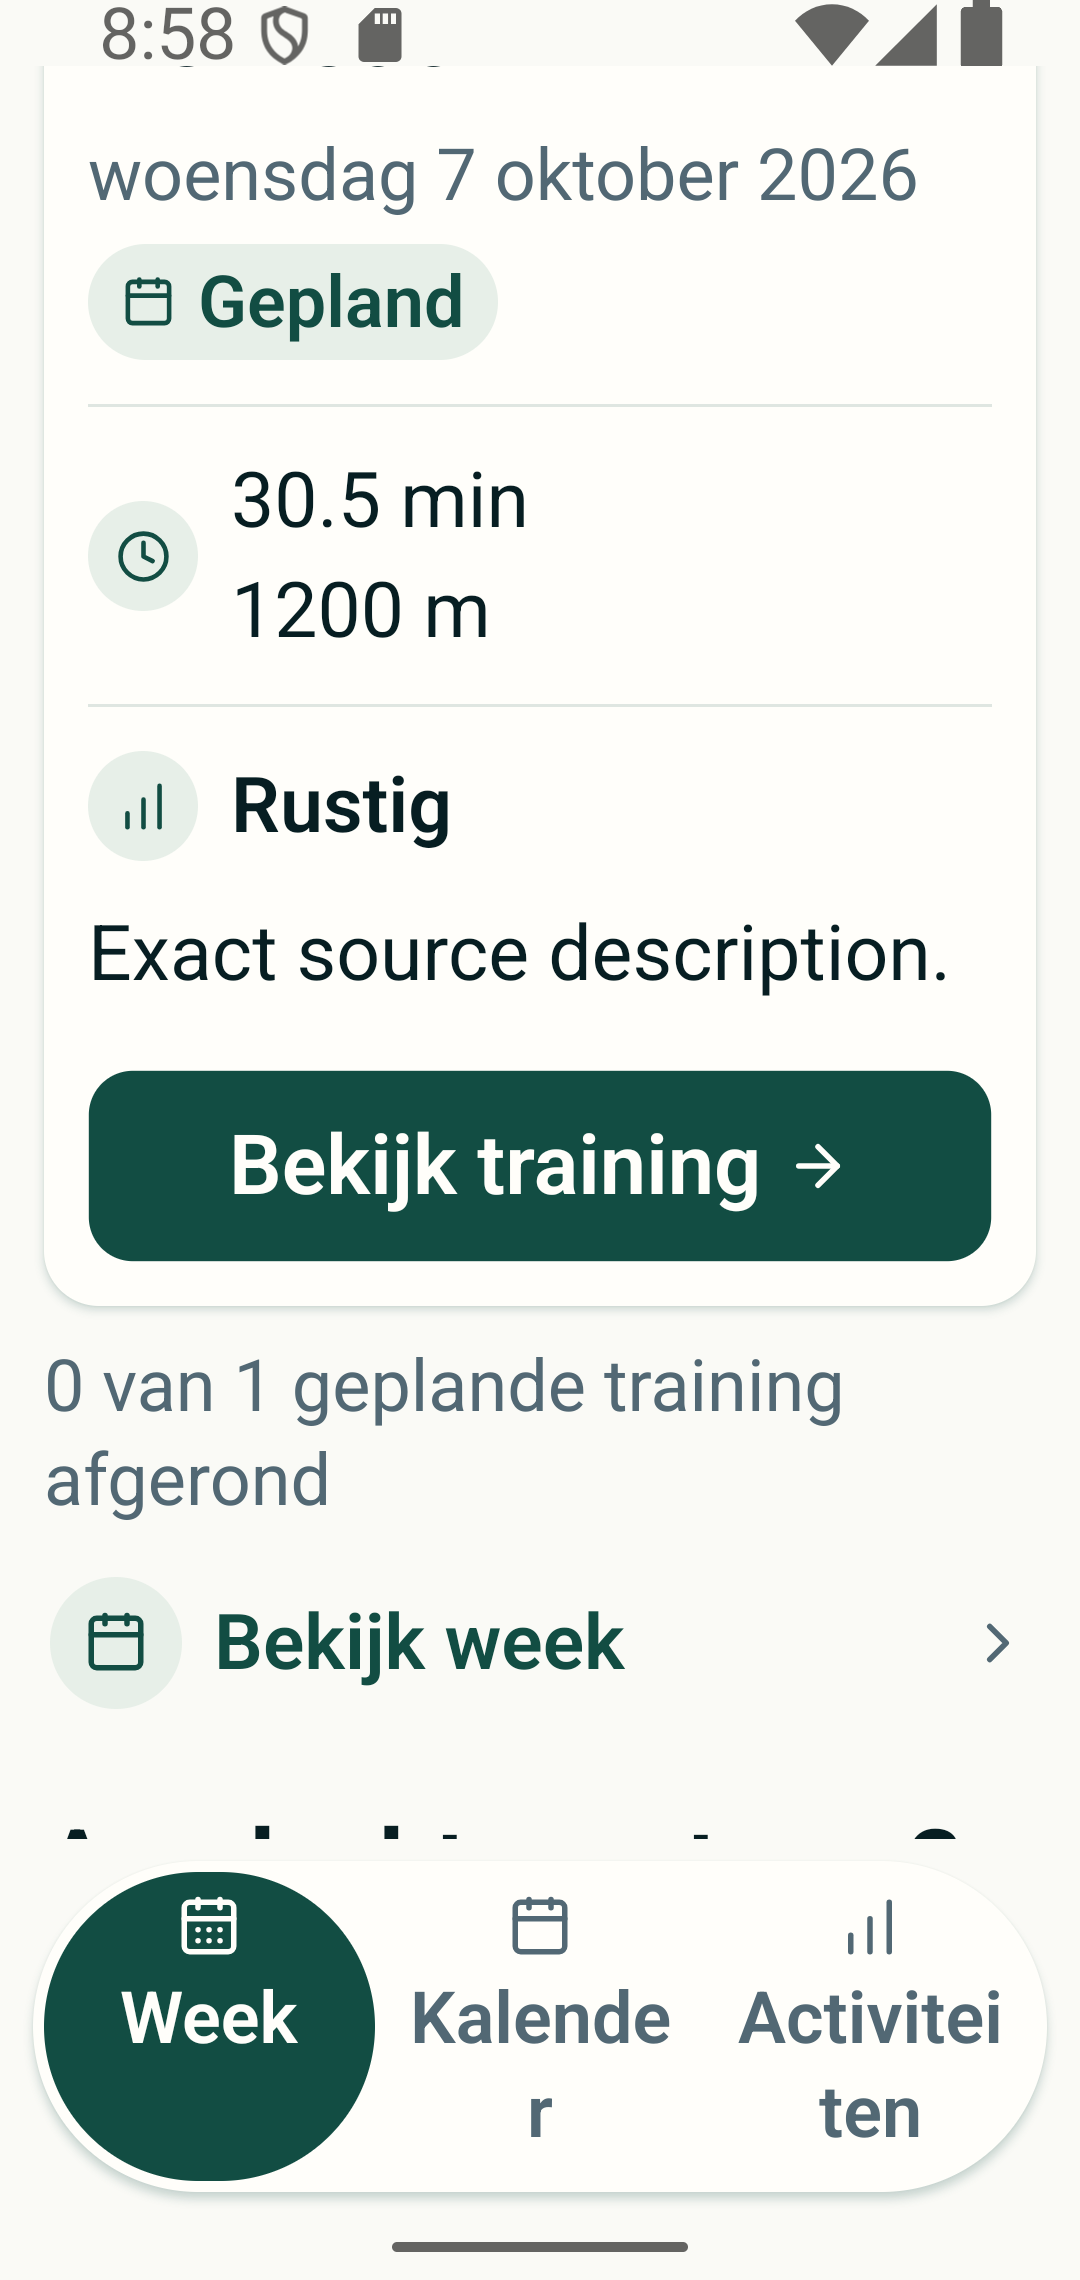 8:58
woensdag 7 oktober 2026
Gepland
30.5 min
1200 m
Rustig
Exact source description.
Bekijk training
0 van 1 geplande training
afgerond
Bekijk week
Week
Kalende
r
Activitei
ten